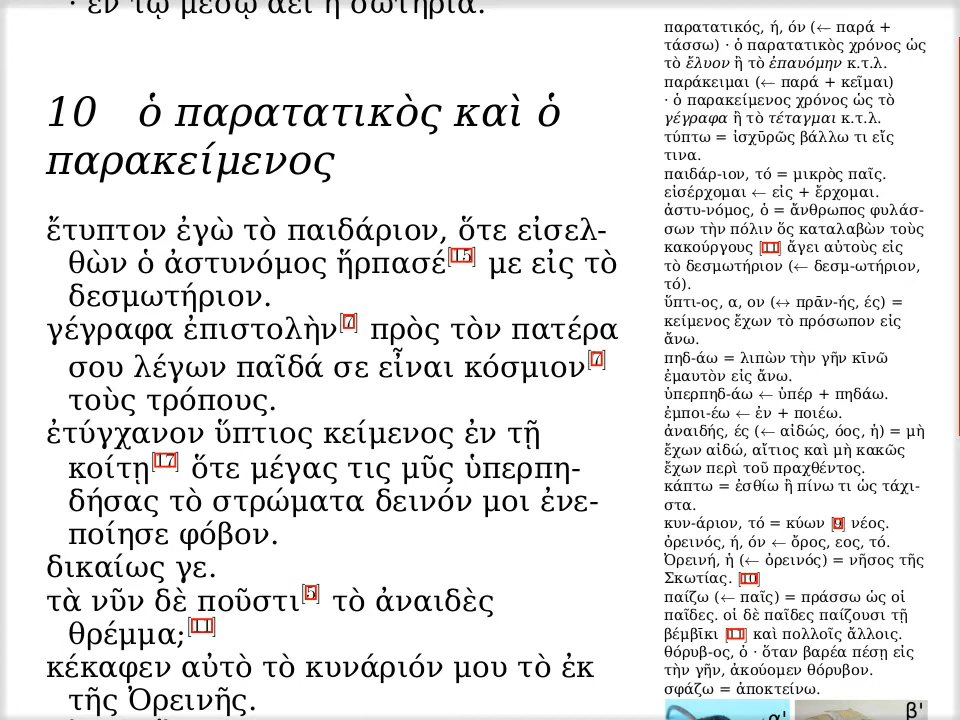 · ἐν τῷ μέσῳ ἀεὶ ἡ σωτηρία.
10 ὁ παρατατικὸς καὶ ὁ
παρακείμενος
ἔτυπτον ἐγὼ τὸ παιδάριον, ὅτε εἰσελ-
θὼν ὁ ἀστυνόμος ἥρπασέ[15] με εἰς τὸ
δεσμωτήριον.
γέγραφα ἐπιστολὴν[7] πρὸς τὸν πατέρα
σου λέγων παῖδά σε εἶναι κόσμιον[7]
τοὺς τρόπους.
ἐτύγχανον ὕπτιος κείμενος ἐν τῇ
κοίτῃ[17] ὅτε μέγας τις μῦς ὑπερπη-
δήσας τὸ στρώματα δεινόν μοι ἐνε-
ποίησε φόβον.
δικαίως γε.
τὰ νῦν δὲ ποῦστι[5] τὸ ἀναιδὲς
θρέμμα;[11]
κέκαφεν αὐτὸ τὸ κυνάριόν μου τὸ ἐκ
τῆς Ὀρεινῆς.
παρατατικός, ή, όν (← παρά +
τάσσω) · ὁ παρατατικὸς χρόνος ὡς
τὸ ἔλυον ἢ τὸ ἐπαυόμην κ.τ.λ.
παράκειμαι (← παρά + κεῖμαι)
· ὁ παρακείμενος χρόνος ὡς τὸ
γέγραφα ἢ τὸ τέταγμαι κ.τ.λ.
τύπτω = ἰσχῡρῶς βάλλω τι εἴς
τινα.
παιδάρ-ιον, τό = μικρὸς παῖς.
εἰσέρχομαι ← εἰς + ἔρχομαι.
ἀστυ-νόμος, ὁ = ἄνθρωπος φυλάσ-
σων τὴν πόλιν ὅς καταλαβὼν τοὺς
κακούργους [11] ἄγει αὐτοὺς εἰς
τὸ δεσμωτήριον (← δεσμ-ωτήριον,
τό).
ὕπτι-ος, α, ον (↔ πρᾱν-ής, ές) =
κείμενος ἔχων τὸ πρόσωπον εἰς
ἄνω.
πηδ-άω = λιπὼν τὴν γῆν κῑνῶ
ἐμαυτὸν εἰς ἄνω.
ὑπερπηδ-άω ← ὑπέρ + πηδάω.
ἐμποι-έω ← ἐν + ποιέω.
ἀναιδής, ές (← αἰδώς, όος, ἡ) = μὴ
ἔχων αἰδώ, αἴτιος καὶ μὴ κακῶς
ἔχων περὶ τοῦ πραχθέντος.
κάπτω = ἐσθίω ἢ πίνω τι ὡς τάχι-
στα.
κυν-άριον, τό = κύων [9] νέος.
ὀρεινός, ή, όν ← ὄρος, εος, τό.
Ὀρεινή, ἡ (← ὀρεινός) = νῆσος τῆς
Σκωτίας. [10]
παίζω (← παῖς) = πράσσω ὡς οἱ
παῖδες. οἱ δὲ παῖδες παίζουσι τῇ
βέμβῑκι [11] καὶ πολλοῖς ἄλλοις.
θόρυβ-ος, ὁ · ὅταν βαρέα πέσῃ εἰς
τὴν γῆν, ἀκούομεν θόρυβον.
σφάζω = ἀποκτείνω.
α' β'